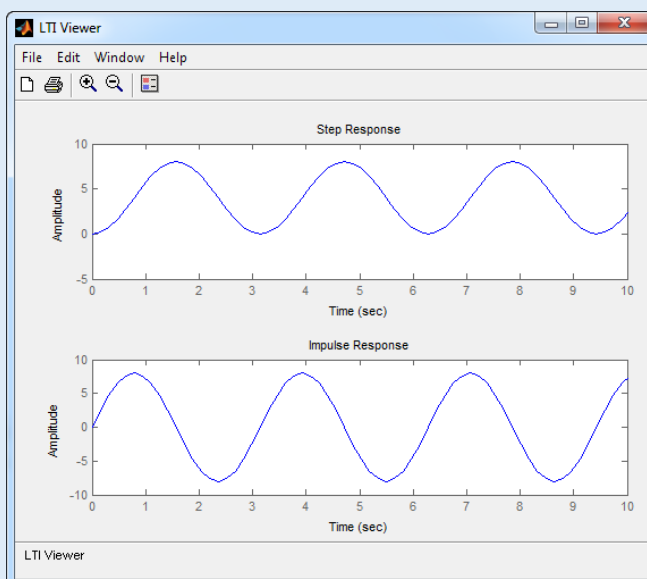 LTI Viewer
File Edit Window Help
Step Response
10
5
0
-5
Amplitude
0 1 2 3 4 5 6 7 8 9 10
Time (sec)
Impulse Response
10
5
0
-5
-10
Amplitude
0 1 2 3 4 5 6 7 8 9 10
Time (sec)
LTI Viewer